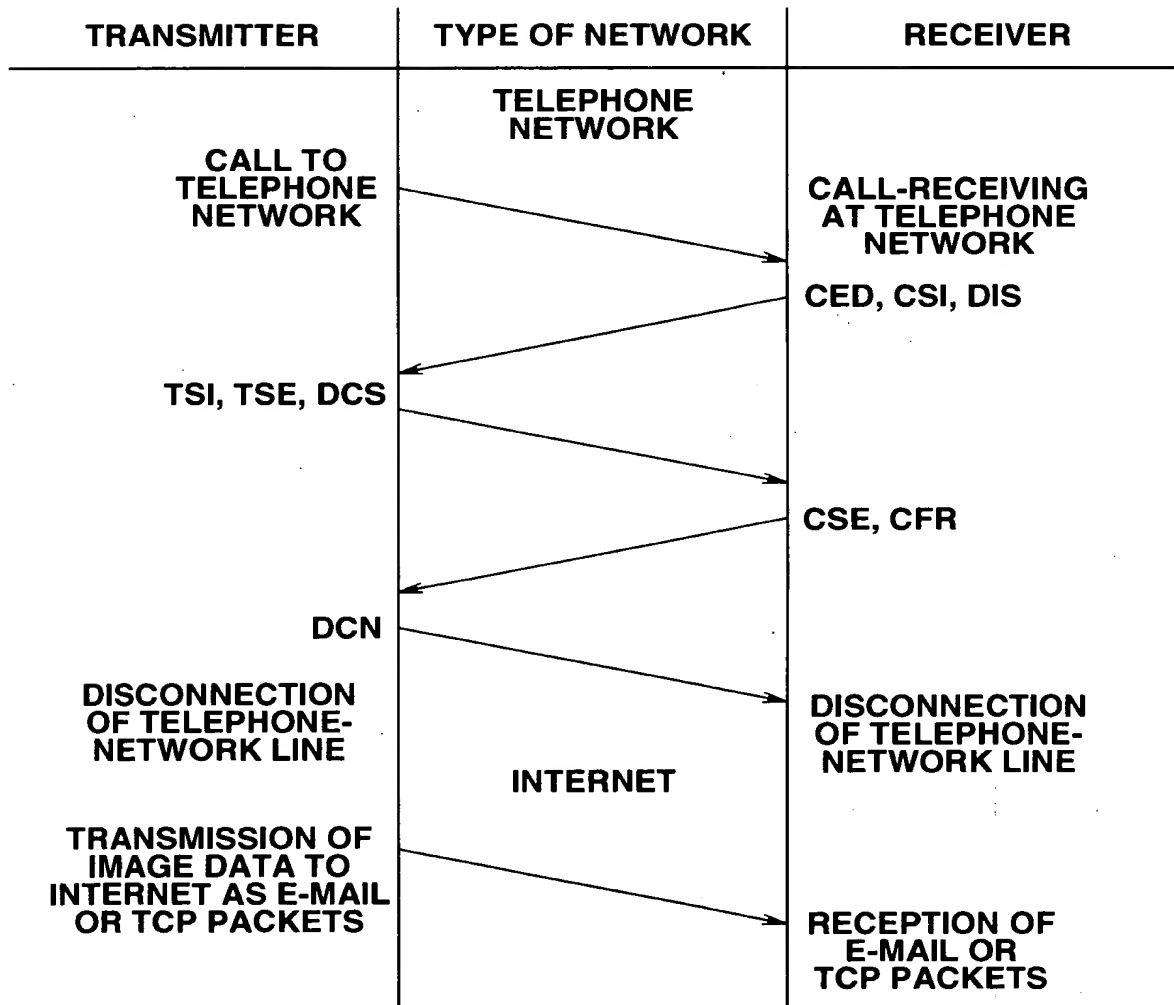 TRANSMITTER
TYPE OF NETWORK
RECEIVER
TELEPHONE
NETWORK
CALL TO
TELEPHONE
NETWORK
CALL-RECEIVING
AT TELEPHONE
NETWORK
CED, CSI, DIS
TSI, TSE, DCS
CSE, CFR
DCN
DISCONNECTION
OF TELEPHONE-
NETWORK LINE
DISCONNECTION
OF TELEPHONE-
NETWORK LINE
INTERNET
TRANSMISSION OF
IMAGE DATA TO
INTERNET AS E-MAIL
OR TCP PACKETS
RECEPTION OF
E-MAIL OR
TCP PACKETS